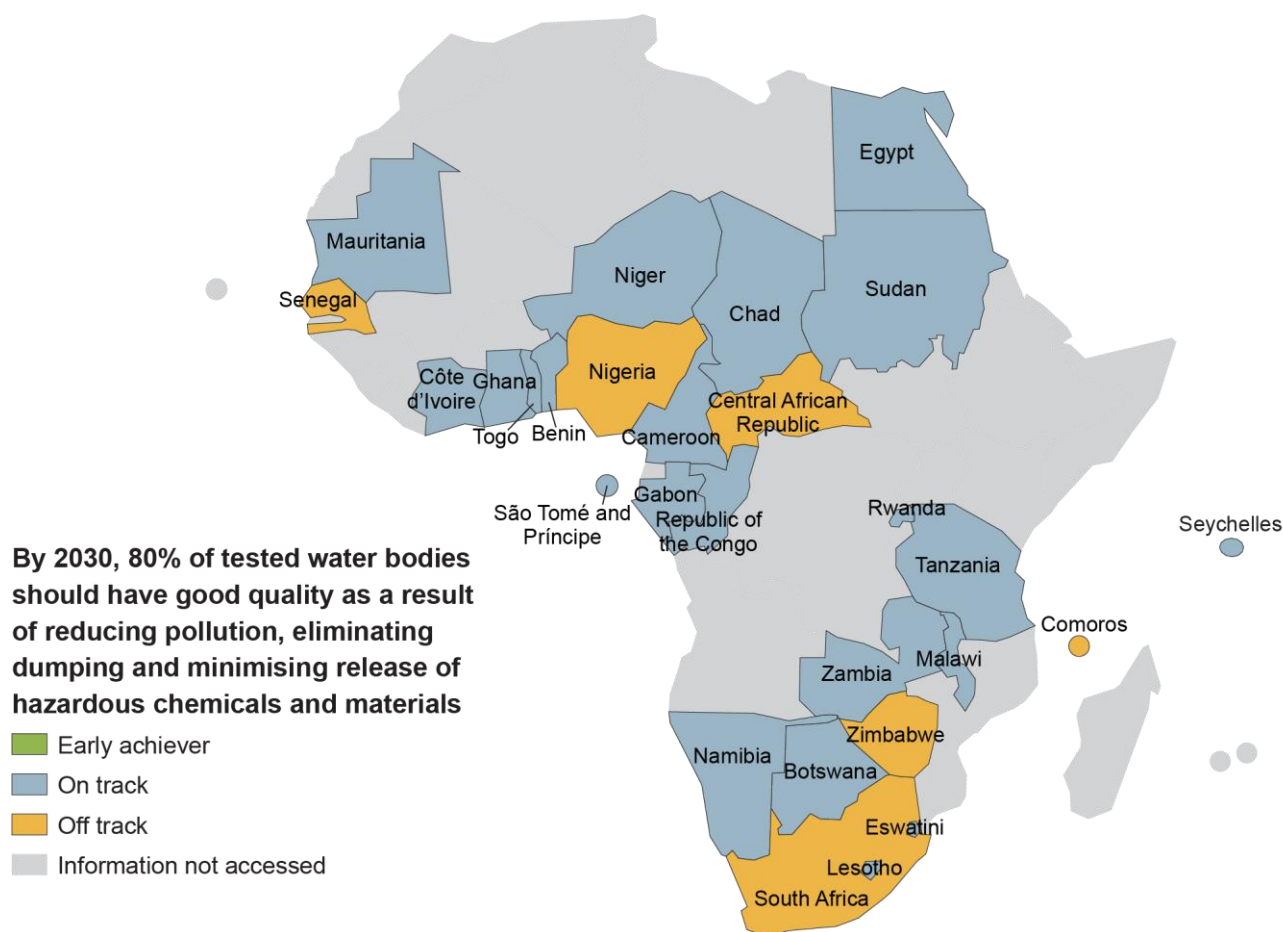 Egypt
Mauritania
Niger
Sudan
Senegal
Chad
Côte
d'Ivoire
Ghana
Nigeria
Central African
Republic
Togo
Benin
Cameroon
Gabon
São Tomé and
Príncipe
Republic of
the Congo
Rwanda
Seychelles
Tanzania
Comoros
Malawi
Zambia
Zimbabwe
Namibia
Botswana
Eswatini
Lesotho
South Africa
By 2030, 80% of tested water bodies
should have good quality as a result
of reducing pollution, eliminating
dumping and minimising release of
hazardous chemicals and materials
Early achiever
On track
Off track
Information not accessed